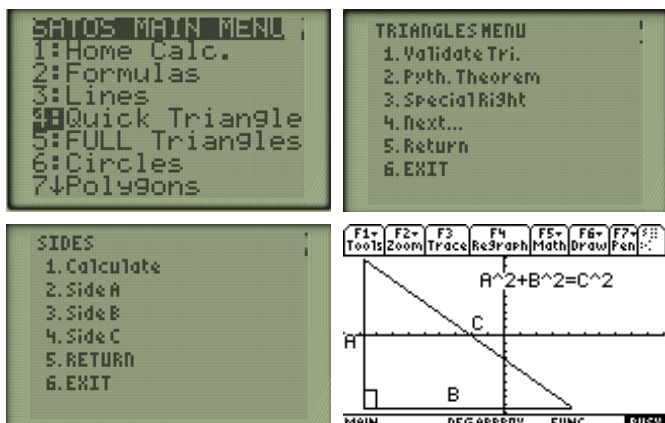 SATOS MAIN MENU
1:Home Calc.
2:Formulas
3:Lines
4:Quick Triangle
5:FULL Triangles
6:Circles
7↓Polygons
TRIANGLES MENU
1. Validate Tri.
2. Pyth. Theorem
3. Special Right
4. Next...
5. Return
6. EXIT
SIDES
1. Calculate
2. Side A
3. Side B
4. Side C
5. RETURN
6. EXIT
F1 F2 F3 F4 F5 F6 F7
Tools Zoom Trace Regraph Math Draw Pen
A^2+B^2=C^2
C
A
B
MAIN DEG APPROX FUNC BUSY